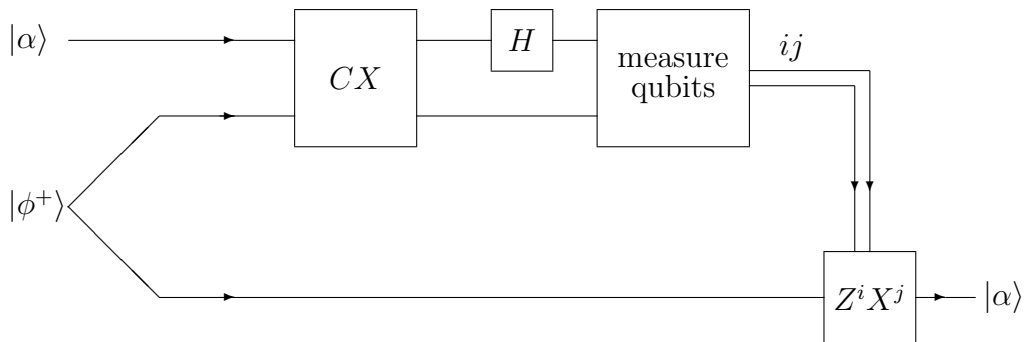 |α⟩
CX
H
measure
qubits
ij
|ϕ⁺⟩
ZⁱXʲ
|α⟩